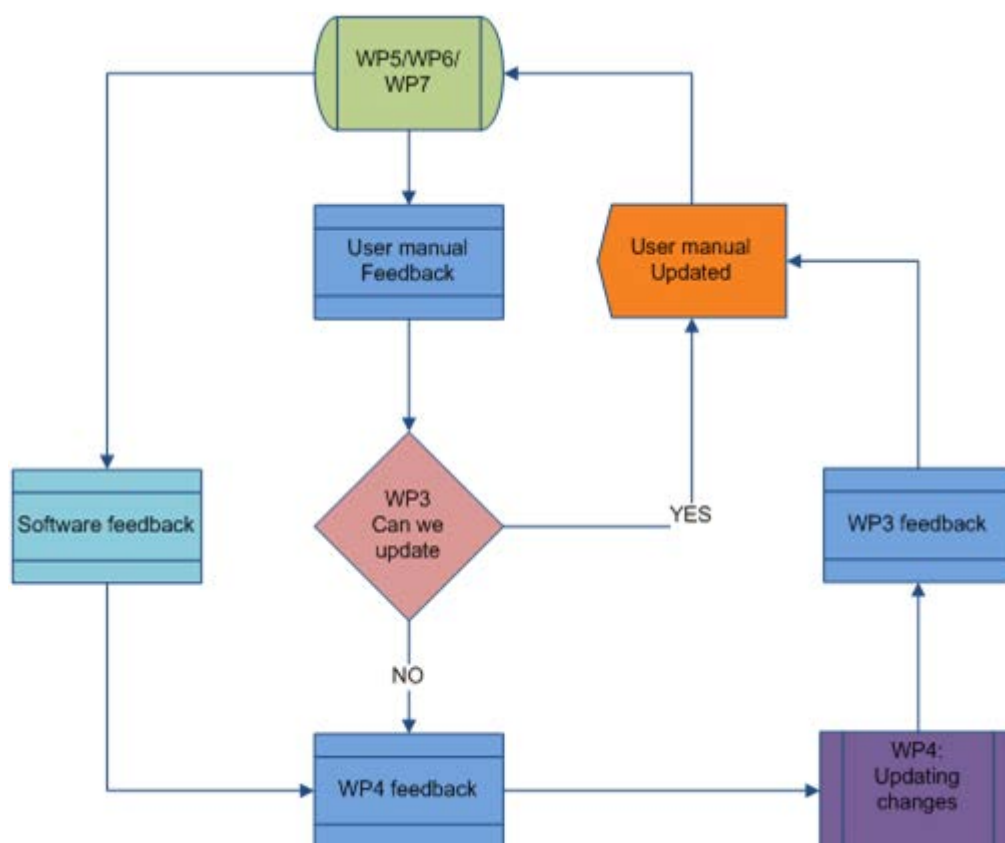 WP5/WP6/
WP7
User manual
Feedback
User manual
Updated
Software feedback
WP3
Can we
update
YES
WP3 feedback
NO
WP4 feedback
WP4:
Updating
changes